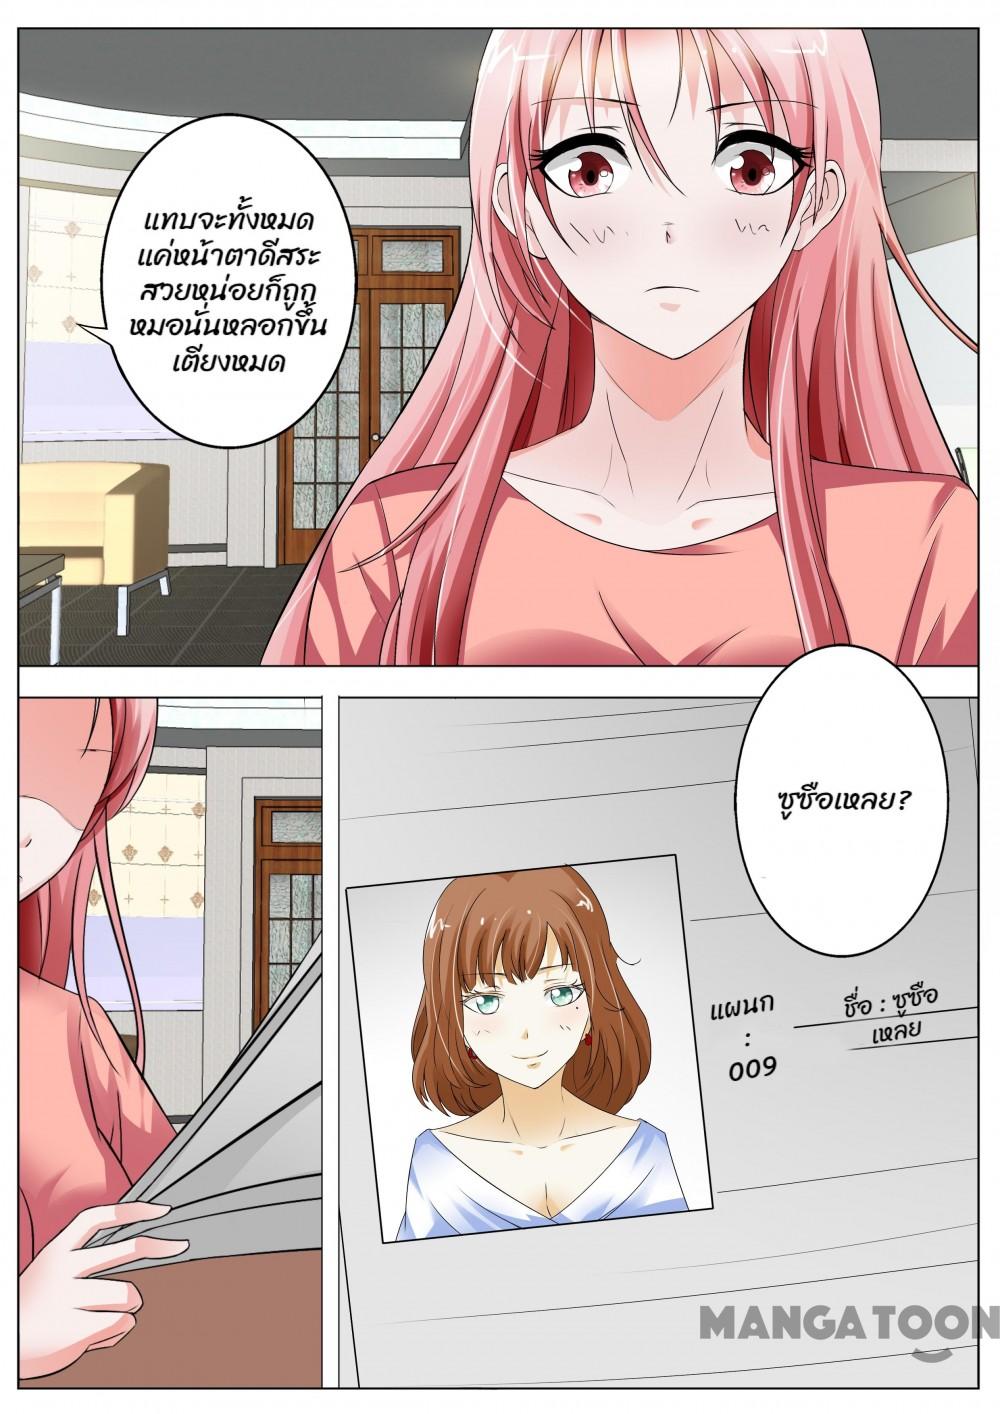 แทบจะทั้งหมด
แค่หน้าตาดีสระ
สวยหน่อยก็ถูก
หมอนั่นหลอกขึ้น
เตียงหมด
ซูซือเหลย?
แผนก
:
009
ชื่อ : ซูซือ
เหลย
MANGATOON